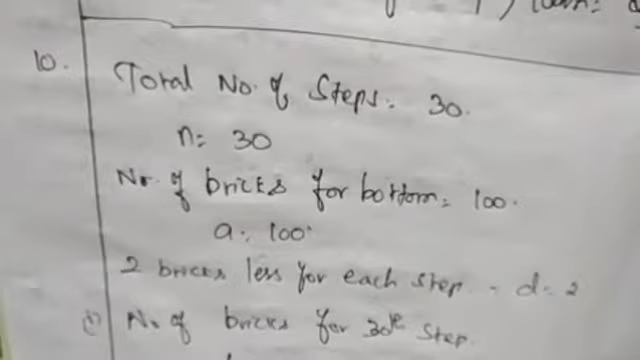 10.
Total No. of Steps = 30.
n = 30
No. of bricks for bottom = 100.
a = 100
2 bricks less for each step - d = 2
(i) No. of bricks for 30th step.